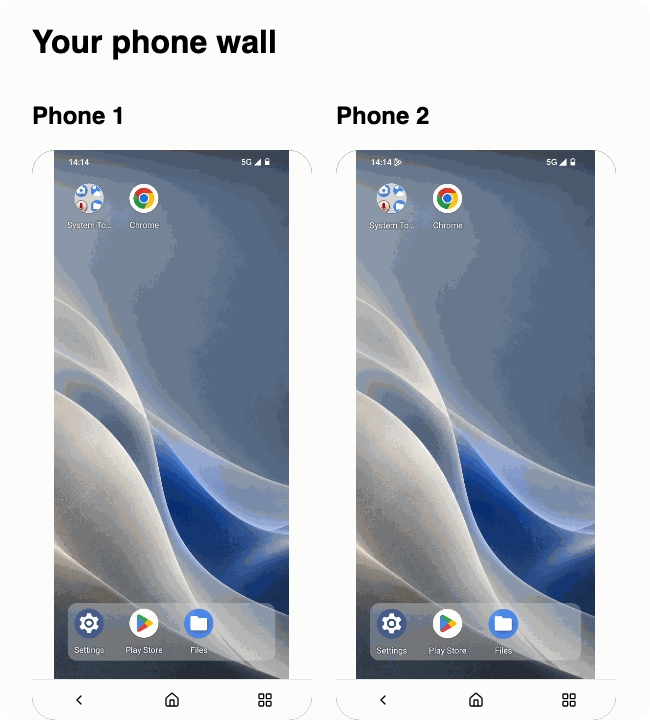 Your phone wall
Phone 1
14:14 5G
System To... Chrome
Settings Play Store Files
Phone 2
14:14 5G
System To... Chrome
Settings Play Store Files